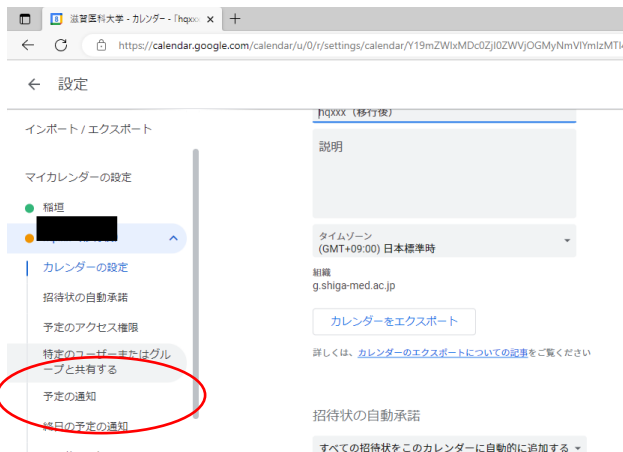 滋賀医科大学 - カレンダー - 「hqxx
https://calendar.google.com/calendar/u/0/r/settings/calendar/Y19mZWIxMDc0ZjI0ZWVjOGMyNmVlYmIzMTI
設定
インポート / エクスポート
マイカレンダーの設定
稲垣
カレンダーの設定
招待状の自動承諾
予定のアクセス権限
特定のユーザーまたはグル
ープと共有する
予定の通知
終日の予定の通知
hqxxx（移行後）
説明
タイムゾーン
(GMT+09:00) 日本標準時
組織
g.shiga-med.ac.jp
カレンダーをエクスポート
詳しくは、カレンダーのエクスポートについての記事をご覧ください
招待状の自動承諾
すべての招待状をこのカレンダーに自動的に追加する